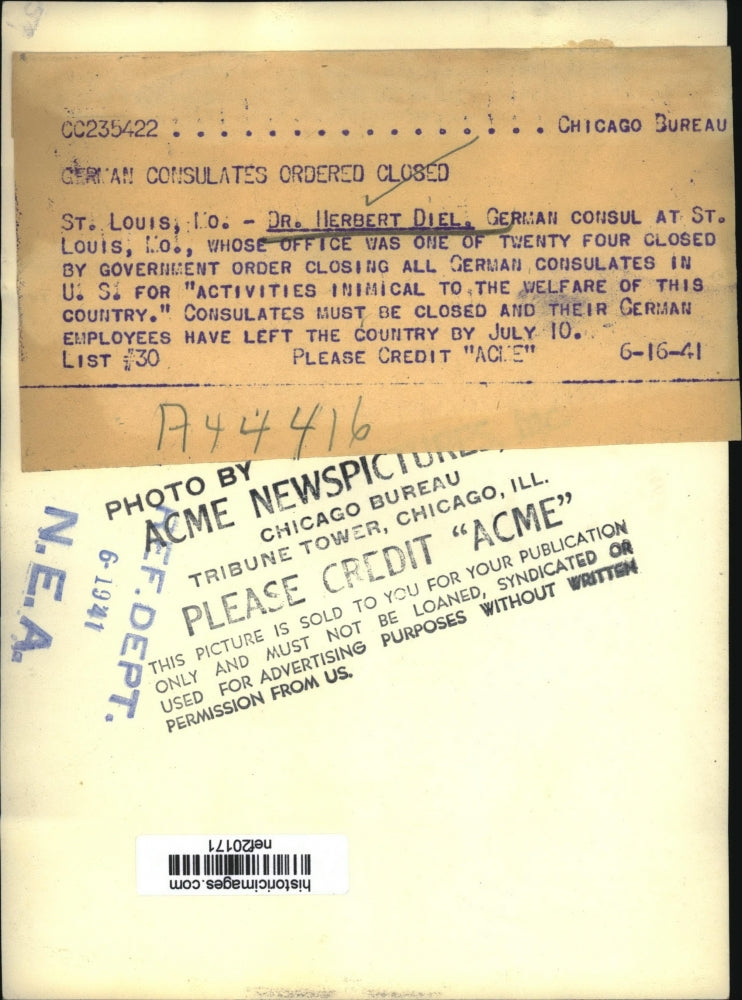 CC235422 . . . . . . . . . . . . . . . . . . CHICAGO BUREAU
GERMAN CONSULATES ORDERED CLOSED
ST. LOUIS, MO. - DR. HERBERT DIEL, GERMAN CONSUL AT ST.
LOUIS, MO., WHOSE OFFICE WAS ONE OF TWENTY FOUR CLOSED
BY GOVERNMENT ORDER CLOSING ALL GERMAN CONSULATES IN
U. S. FOR "ACTIVITIES INIMICAL TO THE WELFARE OF THIS
COUNTRY." CONSULATES MUST BE CLOSED AND THEIR GERMAN
EMPLOYEES HAVE LEFT THE COUNTRY BY JULY 10.
LIST #30 PLEASE CREDIT "ACME" 6-16-41
A44416
PHOTO BY
ACME NEWSPICTURES,
CHICAGO BUREAU
TRIBUNE TOWER, CHICAGO, ILL.
PLEASE CREDIT "ACME"
THIS PICTURE IS SOLD TO YOU FOR YOUR PUBLICATION
ONLY AND MUST NOT BE LOANED, SYNDICATED OR
USED FOR ADVERTISING PURPOSES WITHOUT WRITTEN
PERMISSION FROM US.
REF. DEPT.
6-1941
N.E.A.
historicimages.com
nef20171